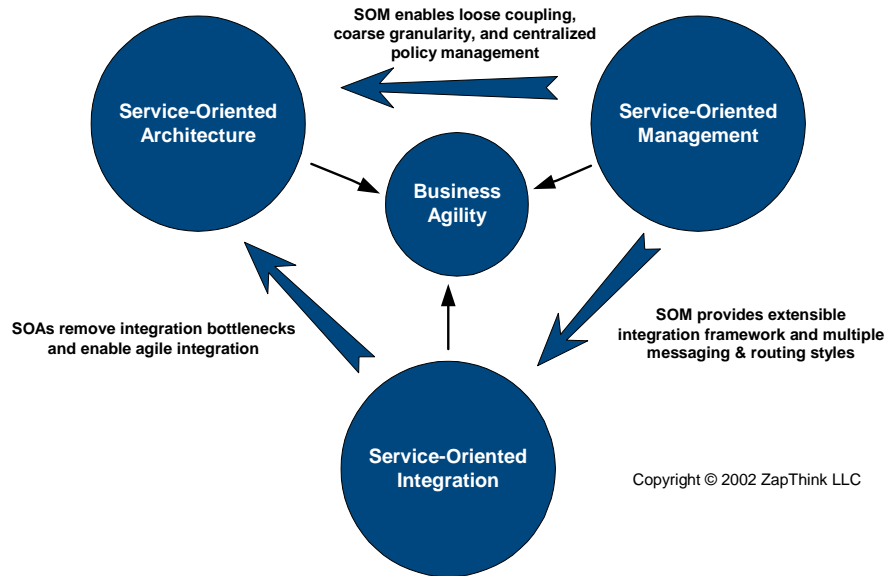 SOM enables loose coupling,
coarse granularity, and centralized
policy management
Service-Oriented
Architecture
Service-Oriented
Management
Business
Agility
SOAs remove integration bottlenecks
and enable agile integration
SOM provides extensible
integration framework and multiple
messaging & routing styles
Service-Oriented
Integration
Copyright © 2002 ZapThink LLC